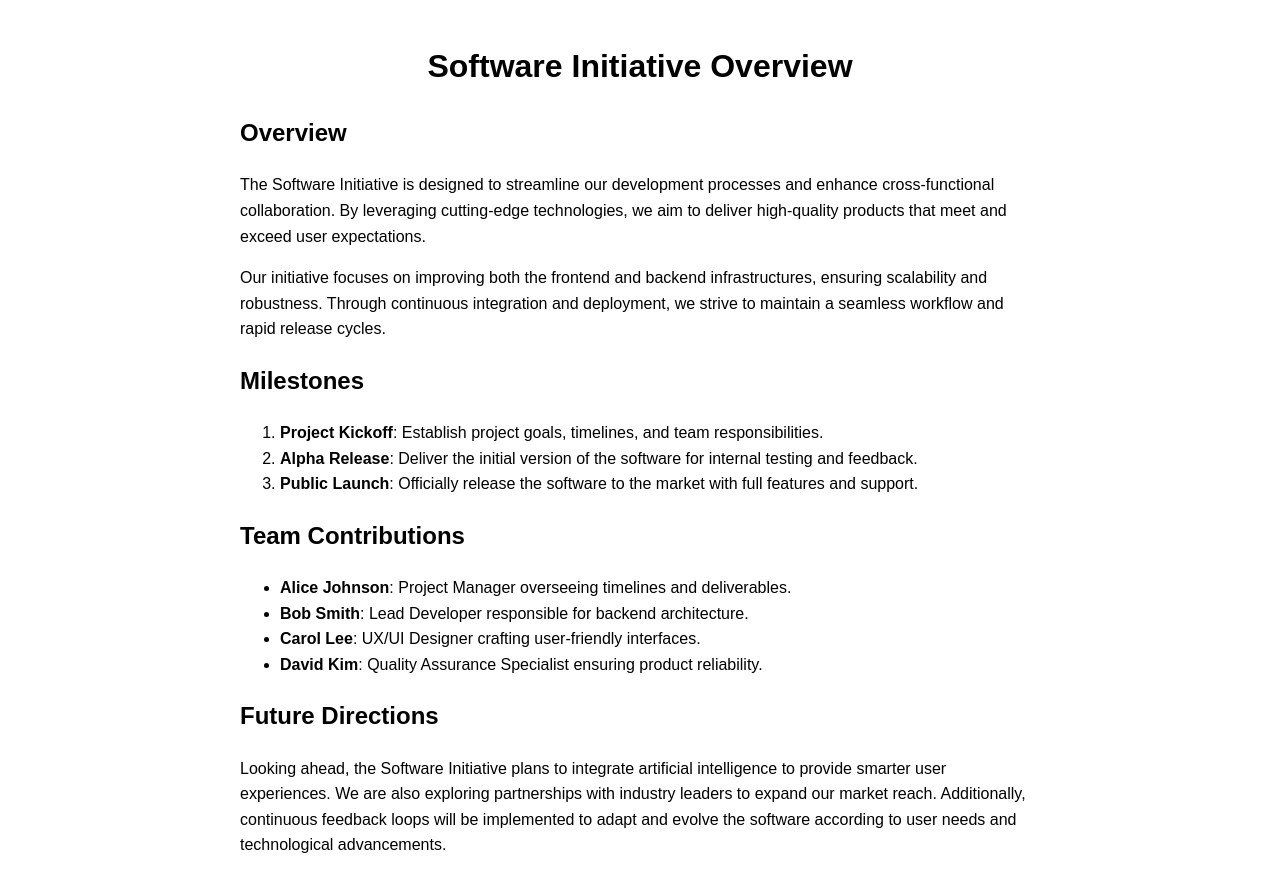 Software Initiative Overview
Overview
The Software Initiative is designed to streamline our development processes and enhance cross-functional
collaboration. By leveraging cutting-edge technologies, we aim to deliver high-quality products that meet and
exceed user expectations.
Our initiative focuses on improving both the frontend and backend infrastructures, ensuring scalability and
robustness. Through continuous integration and deployment, we strive to maintain a seamless workflow and
rapid release cycles.
Milestones
1. Project Kickoff: Establish project goals, timelines, and team responsibilities.
2. Alpha Release: Deliver the initial version of the software for internal testing and feedback.
3. Public Launch: Officially release the software to the market with full features and support.
Team Contributions
• Alice Johnson: Project Manager overseeing timelines and deliverables.
• Bob Smith: Lead Developer responsible for backend architecture.
• Carol Lee: UX/UI Designer crafting user-friendly interfaces.
• David Kim: Quality Assurance Specialist ensuring product reliability.
Future Directions
Looking ahead, the Software Initiative plans to integrate artificial intelligence to provide smarter user
experiences. We are also exploring partnerships with industry leaders to expand our market reach. Additionally,
continuous feedback loops will be implemented to adapt and evolve the software according to user needs and
technological advancements.